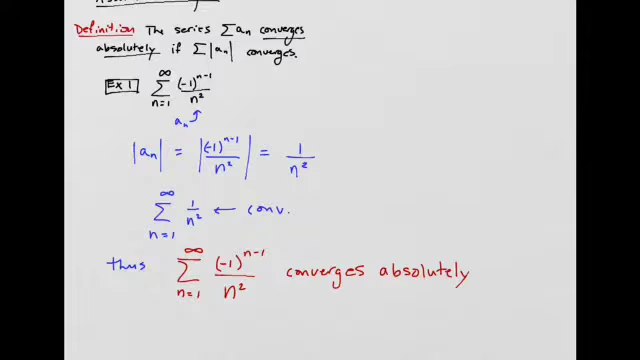 Definition The series Σ aₙ converges
absolutely if Σ |aₙ| converges.
Ex 1 ∞ Σ n=1 (-1)^(n-1) / n²
aₙ
|aₙ| = |(-1)^(n-1) / n²| = 1 / n²
∞ Σ n=1 1/n² ← conv.
thus ∞ Σ n=1 (-1)^(n-1) / n² converges absolutely